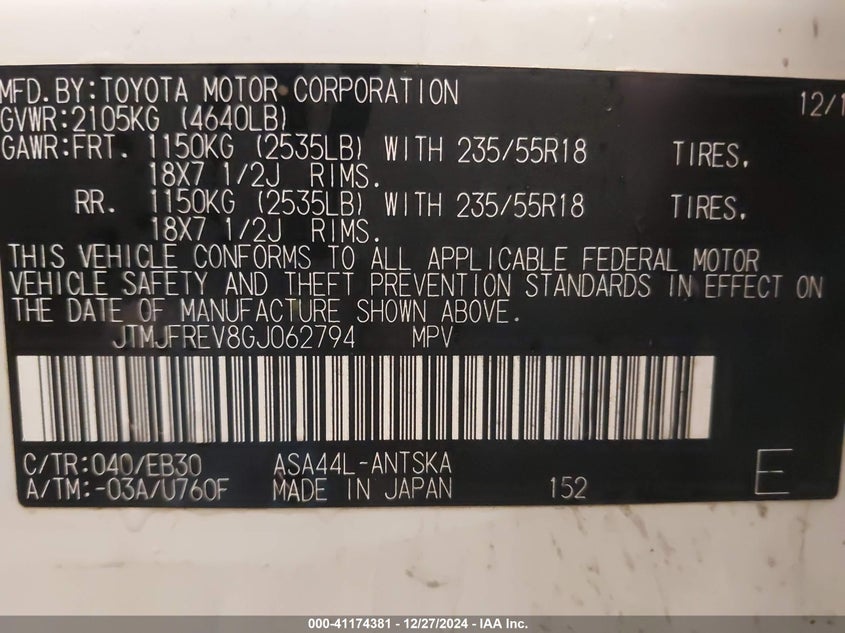 MFD.BY:TOYOTA MOTOR CORPORATION 12/1
GVWR:2105KG (4640LB)
GAWR:FRT. 1150KG (2535LB) WITH 235/55R18 TIRES,
18X7 1/2J RIMS.
RR. 1150KG (2535LB) WITH 235/55R18 TIRES,
18X7 1/2J RIMS.
THIS VEHICLE CONFORMS TO ALL APPLICABLE FEDERAL MOTOR
VEHICLE SAFETY AND THEFT PREVENTION STANDARDS IN EFFECT ON
THE DATE OF MANUFACTURE SHOWN ABOVE.
JTMJFREV8GJ062794 MPV
C/TR:040/EB30 ASA44L-ANTSKA
A/TM:-03A/U760F MADE IN JAPAN 152 E
000-41174381 - 12/27/2024 - IAA Inc.